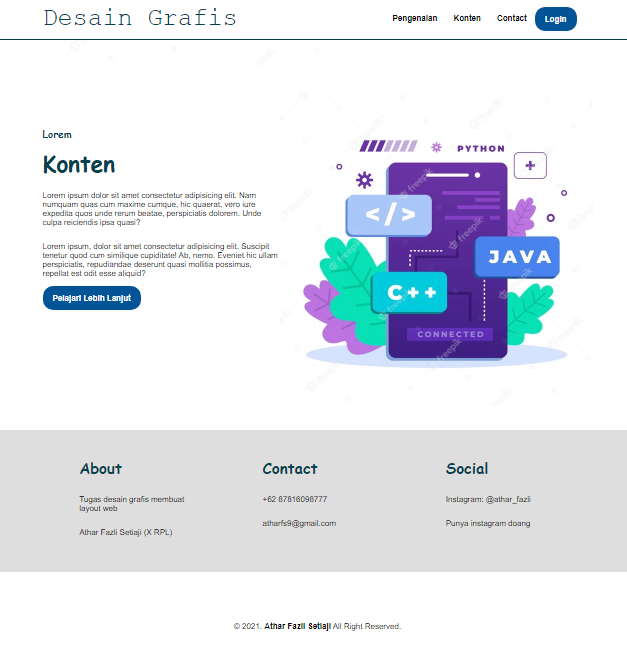 Desain Grafis
Pengenalan Konten Contact Login
Lorem
Konten
Lorem ipsum dolor sit amet consectetur adipisicing elit. Nam
numquam quas cum maxime cumque, hic quaerat, vero iure
expedita quos unde rerum beatae, perspiciatis dolorem. Unde
culpa reiciendis ipsa quasi?
Lorem ipsum, dolor sit amet consectetur adipisicing elit. Suscipit
tenetur quod cum similique cupiditate! Ab, nemo. Eveniet hic ullam
perspiciatis, repudiandae deserunt quasi mollitia possimus,
repellat est odit esse aliquid?
Pelajari Lebih Lanjut
PYTHON
</>
JAVA
C++
CONNECTED
freepik
freepik
freepik
About
Tugas desain grafis membuat
layout web
Athar Fazli Setiaji (X RPL)
Contact
+62 87816098777
atharfs9@gmail.com
Social
Instagram: @athar_fazli
Punya instagram doang
© 2021. Athar Fazli Setiaji All Right Reserved.